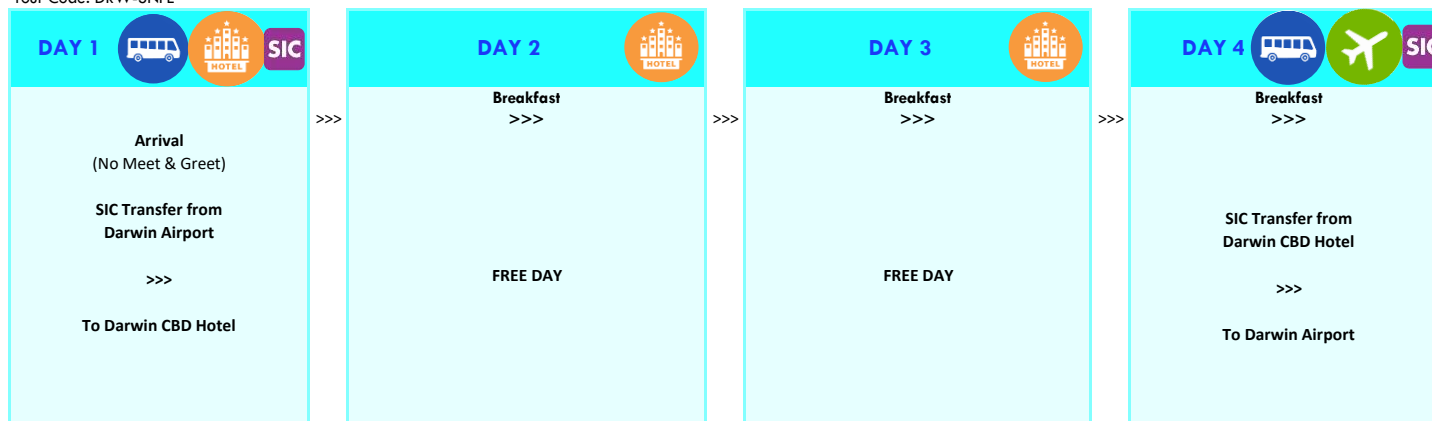 DAY 1
HOTEL
SIC
Arrival
(No Meet & Greet)
SIC Transfer from
Darwin Airport
>>>
To Darwin CBD Hotel
>>>
DAY 2
HOTEL
Breakfast
>>>
FREE DAY
>>>
DAY 3
HOTEL
Breakfast
>>>
FREE DAY
>>>
DAY 4
Breakfast
>>>
SIC Transfer from
Darwin CBD Hotel
>>>
To Darwin Airport